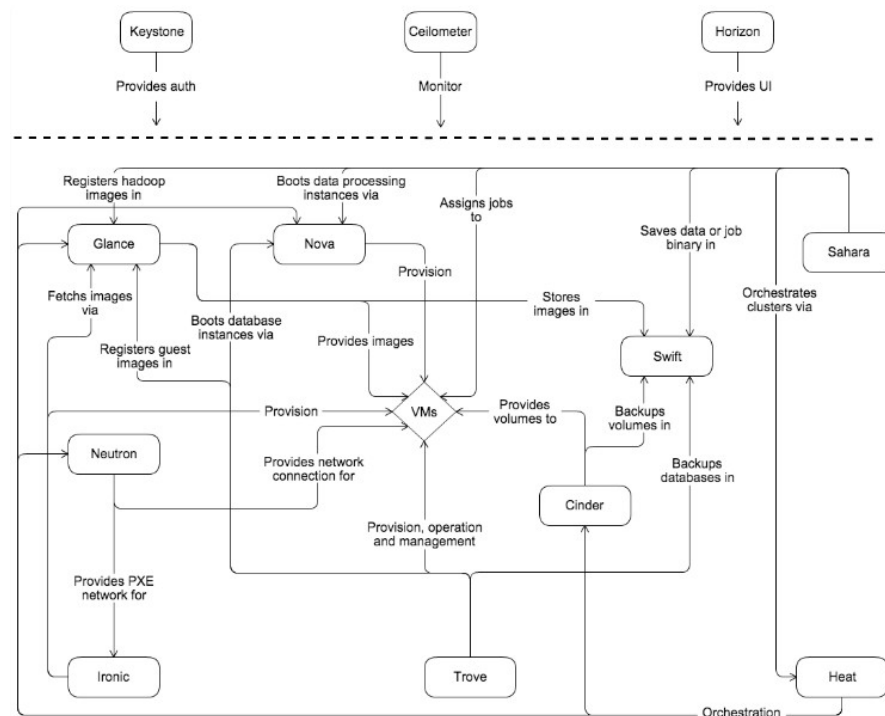 Keystone
Ceilometer
Horizon
Provides auth
Monitor
Provides UI
Registers hadoop
images in
Boots data processing
instances via
Assigns jobs
to
Saves data or job
binary in
Sahara
Glance
Nova
Provision
Fetchs images
via
Stores
images in
Orchestrates
clusters via
Boots database
instances via
Provides images
Registers guest
images in
Swift
Provision
VMs
Provides
volumes to
Backups
volumes in
Neutron
Provides network
connection for
Backups
databases in
Cinder
Provision, operation
and management
Provides PXE
network for
Ironic
Trove
Heat
Orchestration